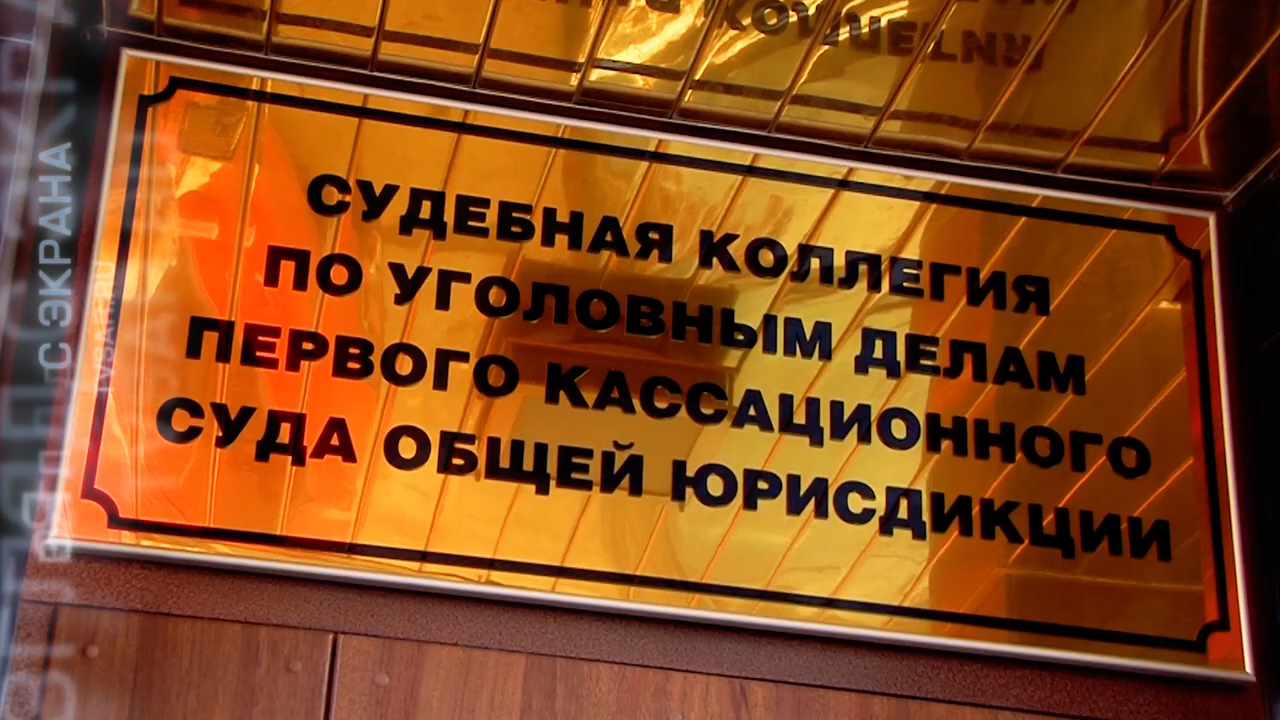 СУДЕБНАЯ КОЛЛЕГИЯ
ПО УГОЛОВНЫМ ДЕЛАМ
ПЕРВОГО КАССАЦИОННОГО
СУДА ОБЩЕЙ ЮРИСДИКЦИИ
С ЭКРАНА